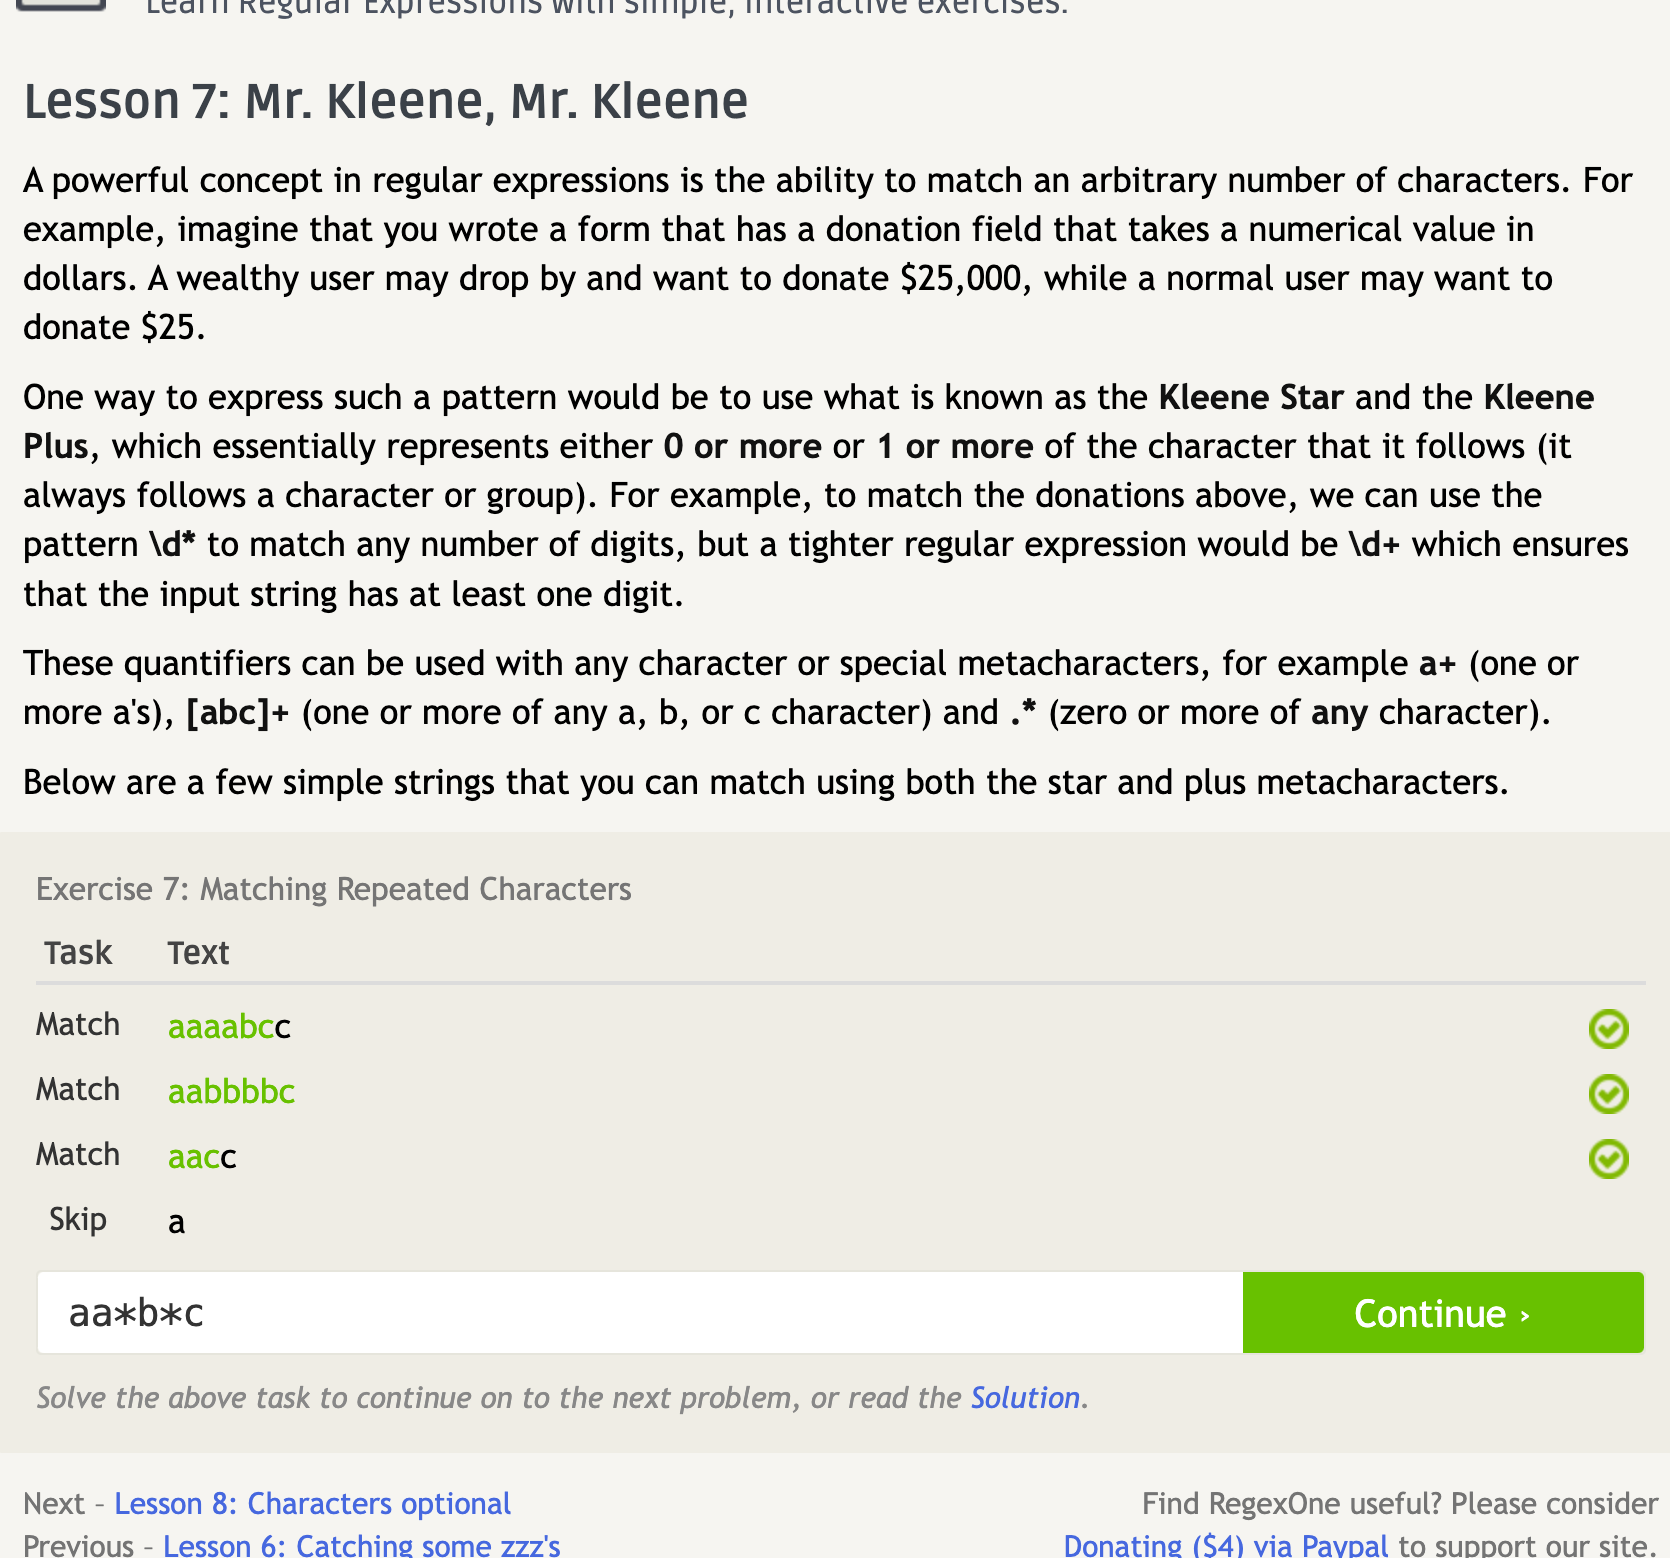 Learn Regular Expressions with simple, interactive exercises.
Lesson 7: Mr. Kleene, Mr. Kleene
A powerful concept in regular expressions is the ability to match an arbitrary number of characters. For
example, imagine that you wrote a form that has a donation field that takes a numerical value in
dollars. A wealthy user may drop by and want to donate $25,000, while a normal user may want to
donate $25.
One way to express such a pattern would be to use what is known as the Kleene Star and the Kleene
Plus, which essentially represents either 0 or more or 1 or more of the character that it follows (it
always follows a character or group). For example, to match the donations above, we can use the
pattern \d* to match any number of digits, but a tighter regular expression would be \d+ which ensures
that the input string has at least one digit.
These quantifiers can be used with any character or special metacharacters, for example a+ (one or
more a's), [abc]+ (one or more of any a, b, or c character) and .* (zero or more of any character).
Below are a few simple strings that you can match using both the star and plus metacharacters.
Exercise 7: Matching Repeated Characters
Task Text
Match aaaabcc
Match aabbbbc
Match aacc
Skip a
aa*b*c Continue ›
Solve the above task to continue on to the next problem, or read the Solution.
Next – Lesson 8: Characters optional Find RegexOne useful? Please consider
Previous – Lesson 6: Catching some zzz's Donating ($4) via Paypal to support our site.